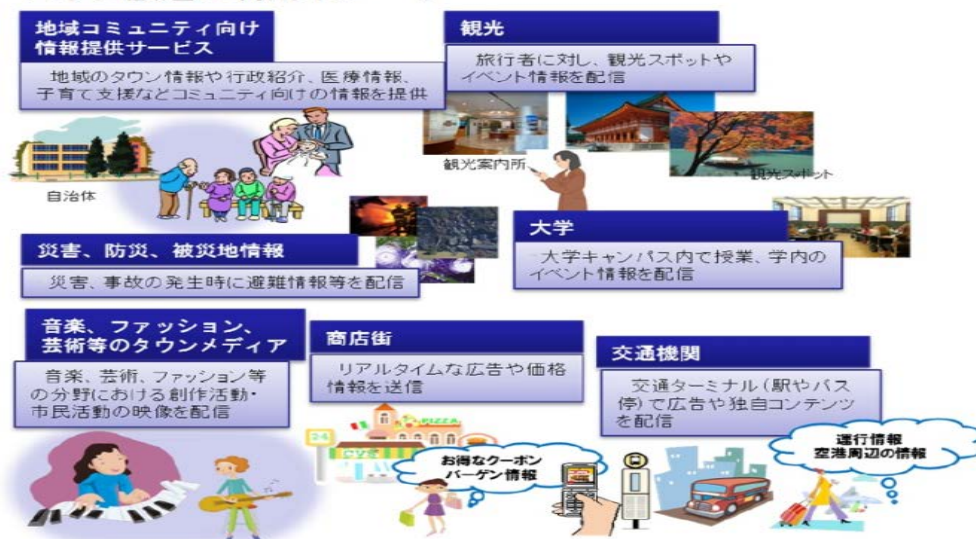 地域コミュニティ向け
情報提供サービス
地域のタウン情報や行政紹介、医療情報、
子育て支援などコミュニティ向けの情報を提供
自治体
観光
旅行者に対し、観光スポットや
イベント情報を配信
観光案内所
観光スポット
災害、防災、被災地情報
災害、事故の発生時に避難情報等を配信
大学
大学キャンパス内で授業、学内の
イベント情報を配信
音楽、ファッション、
芸術等のタウンメディア
音楽、芸術、ファッション等
の分野における創作活動・
市民活動の映像を配信
商店街
リアルタイムな広告や価格
情報を送信
24
PIZZA
CVS
お得なクーポン
バーゲン情報
交通機関
交通ターミナル(駅やバス
停)で広告や独自コンテンツ
を配信
運行情報
空港周辺の情報